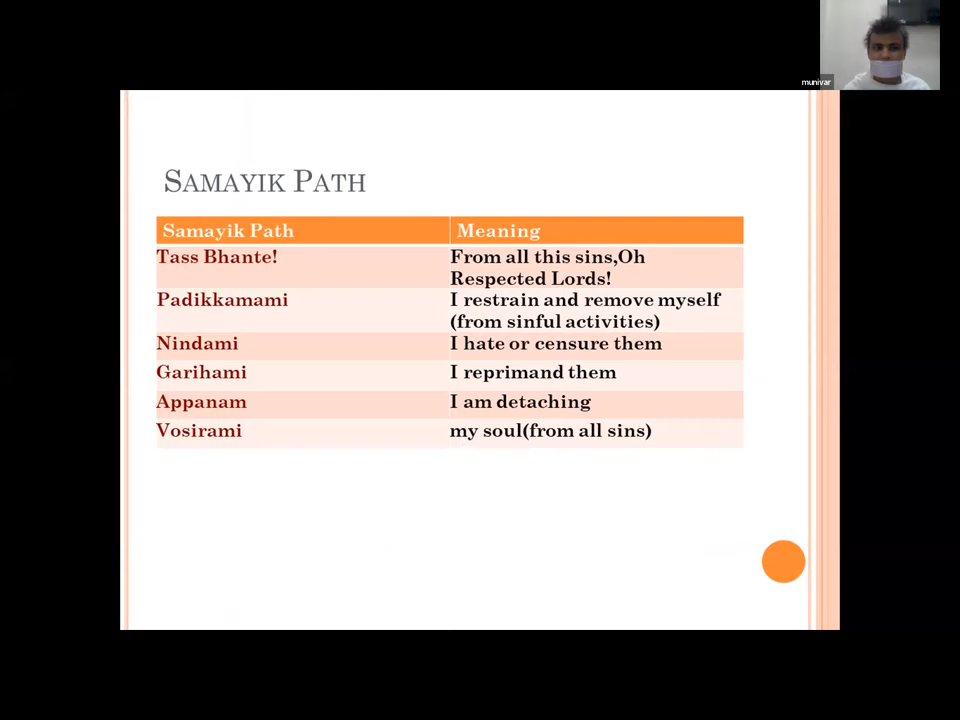 munivar
SAMAYIK PATH
Samayik Path Meaning
Tass Bhante! From all this sins,Oh
Respected Lords!
Padikkamami I restrain and remove myself
(from sinful activities)
Nindami I hate or censure them
Garihami I reprimand them
Appanam I am detaching
Vosirami my soul(from all sins)